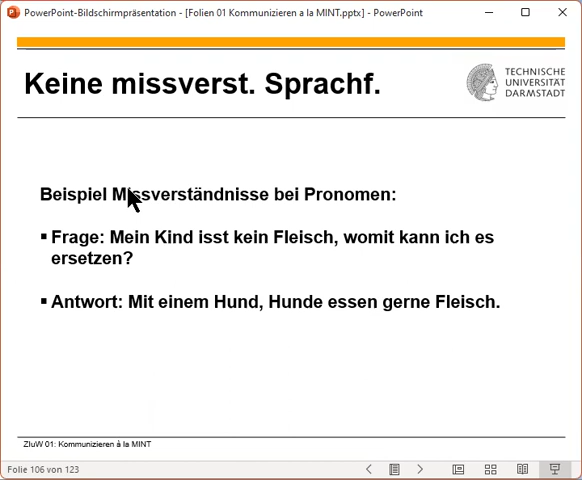 PowerPoint-Bildschirmpräsentation - [Folien 01 Kommunizieren a la MINT.pptx] - PowerPoint
Keine missverst. Sprachf.
TECHNISCHE
UNIVERSITÄT
DARMSTADT
Beispiel Missverständnisse bei Pronomen:
▪ Frage: Mein Kind isst kein Fleisch, womit kann ich es
ersetzen?
▪ Antwort: Mit einem Hund, Hunde essen gerne Fleisch.
ZIuW 01: Kommunizieren à la MINT
Folie 106 von 123